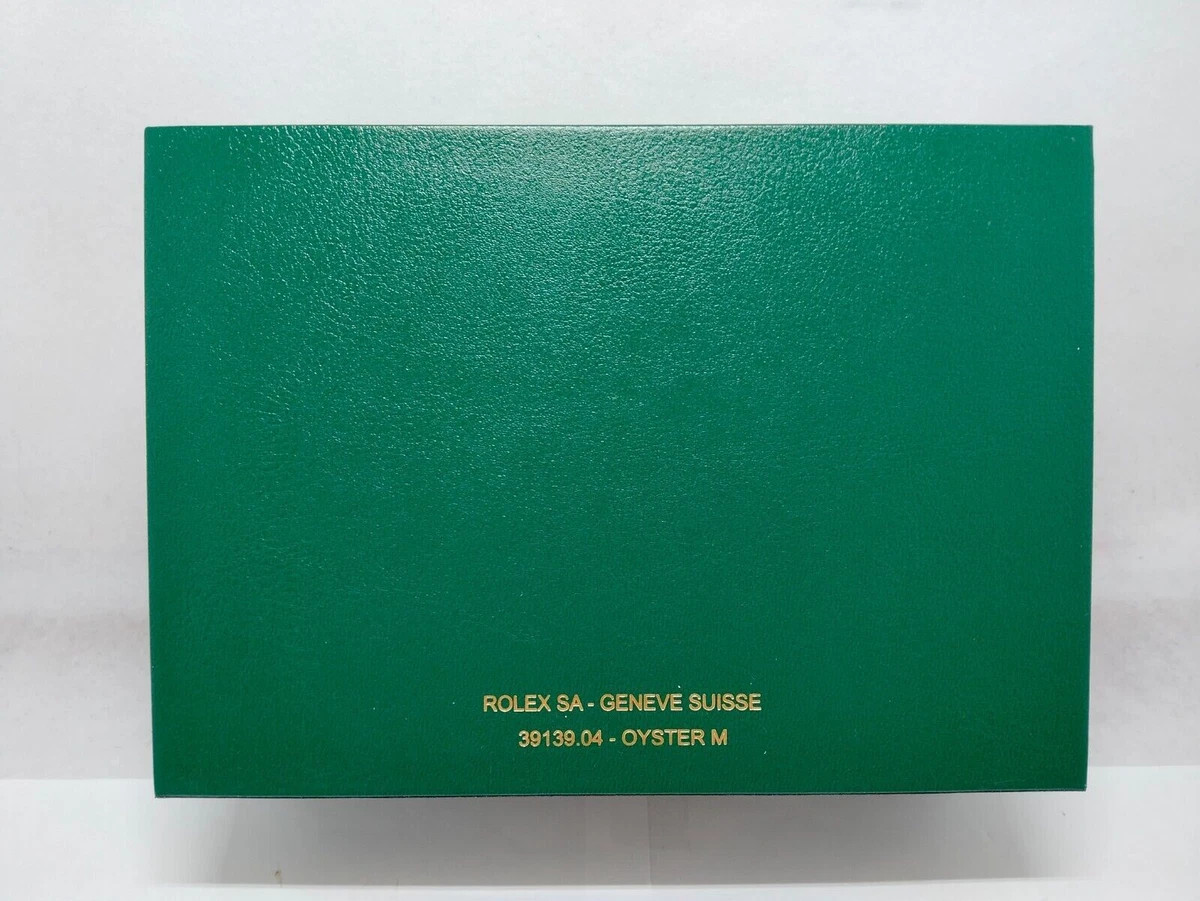 ROLEX SA - GENEVE SUISSE
39139.04 - OYSTER M